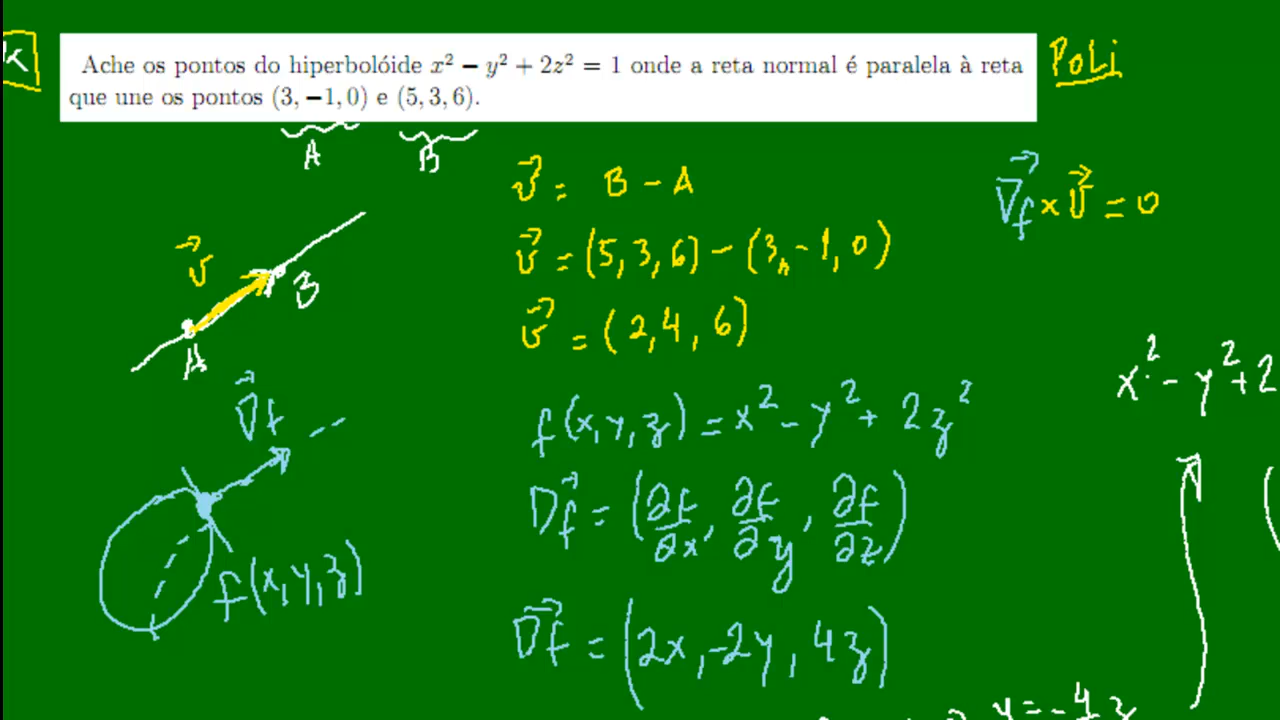 Ache os pontos do hiperbolóide x² − y² + 2z² = 1 onde a reta normal é paralela à reta
que une os pontos (3, −1, 0) e (5, 3, 6).
POLI
A
B
v⃗ = B - A
∇f⃗ × v⃗ = 0
v⃗ = (5, 3, 6) - (3, -1, 0)
v⃗
B
v⃗ = (2, 4, 6)
A
x² - y² + 2
∇f⃗
f(x, y, z) = x² - y² + 2z²
∇f⃗ = (∂f/∂x, ∂f/∂y, ∂f/∂z)
f(x, y, z)
∇f⃗ = (2x, -2y, 4z)